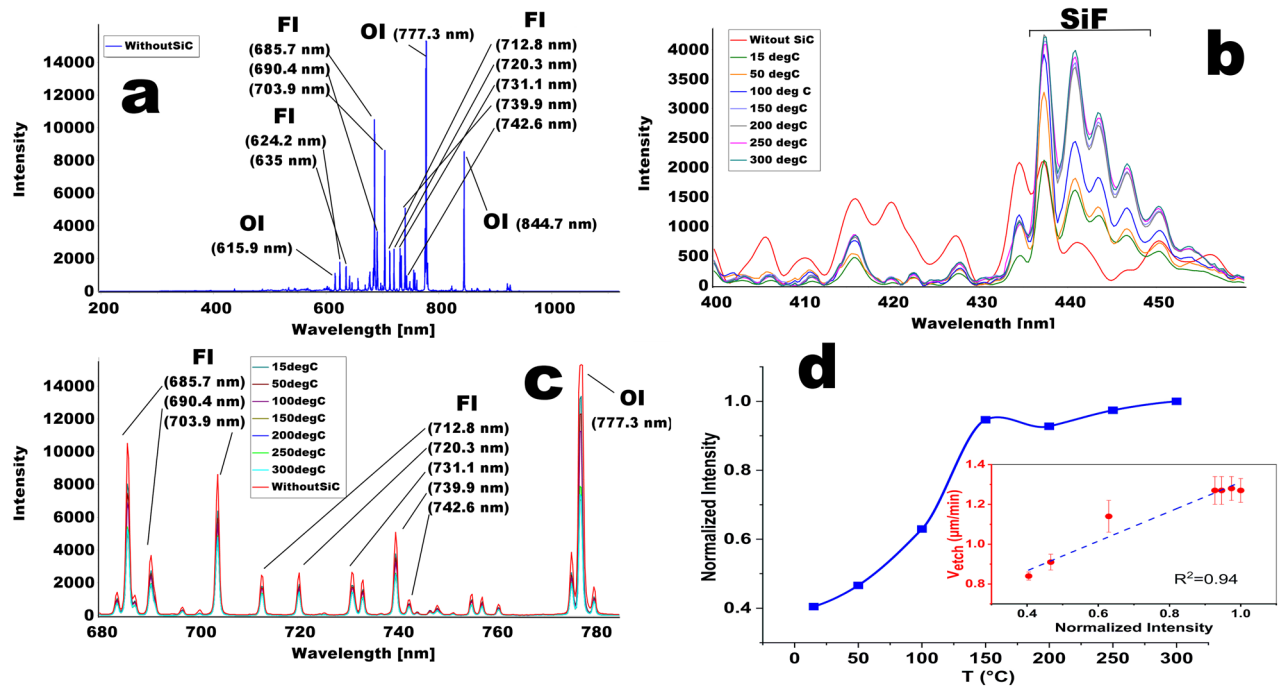 WithoutSiC
a
Intensity
14000
12000
10000
8000
6000
4000
2000
0
200
400
600
800
1000
Wavelength [nm]
FI
(685.7 nm)
(690.4 nm)
(703.9 nm)
FI
(624.2 nm)
(635 nm)
OI
(615.9 nm)
OI (777.3 nm)
FI
(712.8 nm)
(720.3 nm)
(731.1 nm)
(739.9 nm)
(742.6 nm)
OI (844.7 nm)
SiF
b
Witout SiC
15 degC
50 degC
100 deg C
150 degC
200 degC
250 degC
300 degC
Intensity
4000
3500
3000
2500
2000
1500
1000
500
0
400
410
420
430
440
450
Wavelength [nm]
c
FI
(685.7 nm)
(690.4 nm)
(703.9 nm)
15degC
50degC
100degC
150degC
200degC
250degC
300degC
WithoutSiC
FI
(712.8 nm)
(720.3 nm)
(731.1 nm)
(739.9 nm)
(742.6 nm)
OI
(777.3 nm)
Intensity
14000
12000
10000
8000
6000
4000
2000
0
680
700
720
740
760
780
Wavelength [nm]
d
Normalized Intensity
1.0
0.8
0.6
0.4
0
50
100
150
200
250
300
T (°C)
Vetch (μm/min)
1.4
1.2
1.0
0.8
R²=0.94
0.4
0.6
0.8
1.0
Normalized Intensity